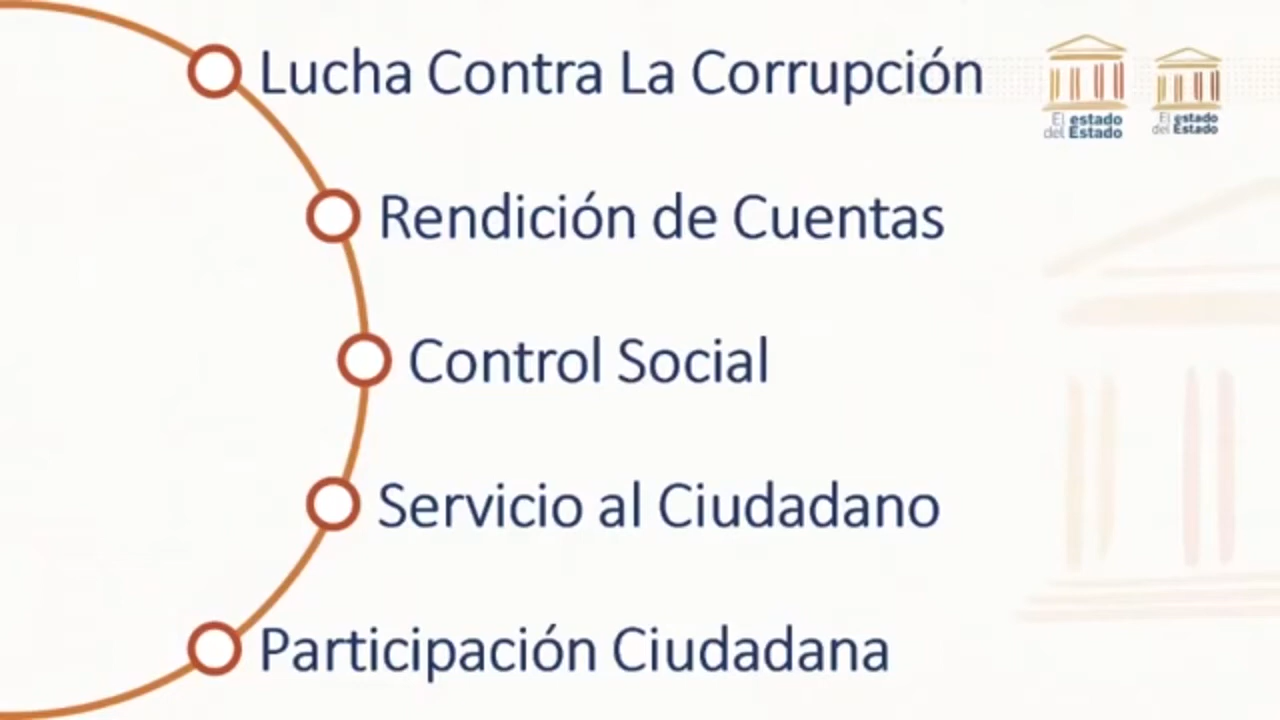 Lucha Contra La Corrupción
El estado
del Estado
El estado
del Estado
Rendición de Cuentas
Control Social
Servicio al Ciudadano
Participación Ciudadana